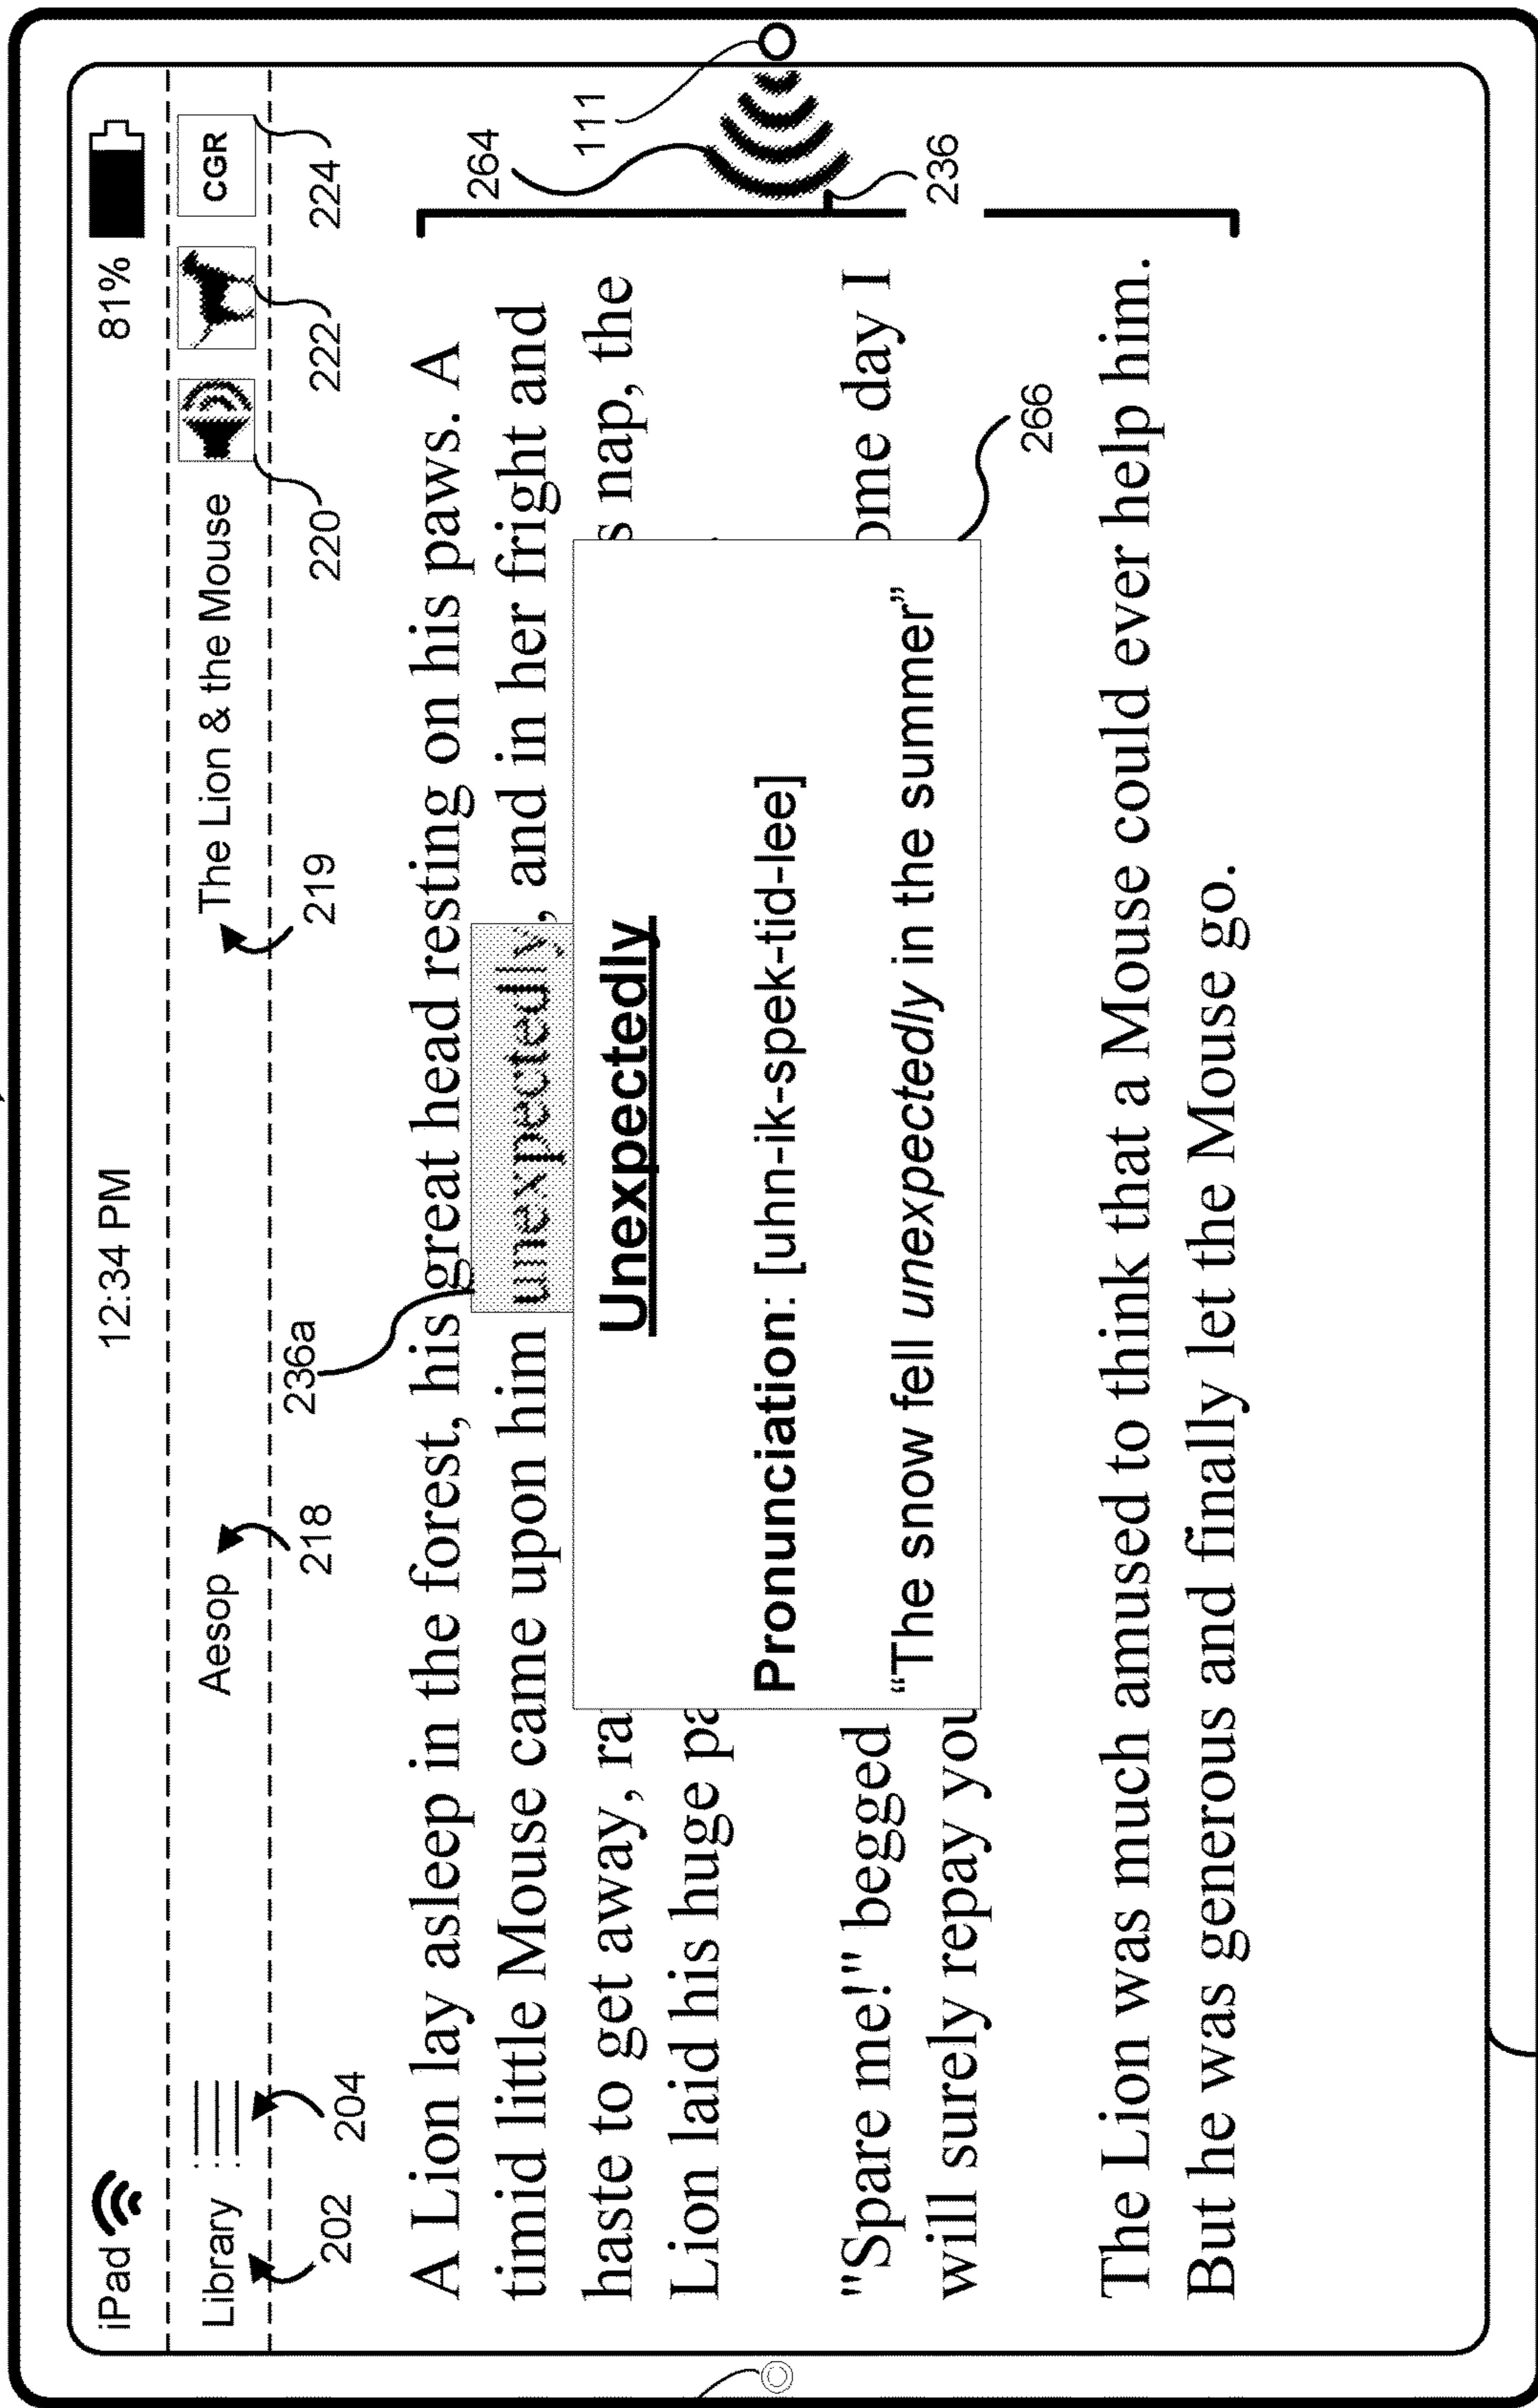 iPad 12:34 PM 81%
Library Aesop The Lion & the Mouse CGR
202 204 218 236a 219 220 222 224
A Lion lay asleep in the forest, his great head resting on his paws. A
timid little Mouse came upon him unexpectedly, and in her fright and
haste to get away, ra s nap, the
Lion laid his huge pa
"Spare me!" begged ome day I
will surely repay you
Unexpectedly
Pronunciation: [uhn-ik-spek-tid-lee]
“The snow fell unexpectedly in the summer”
266
The Lion was much amused to think that a Mouse could ever help him.
But he was generous and finally let the Mouse go.
264
111
236